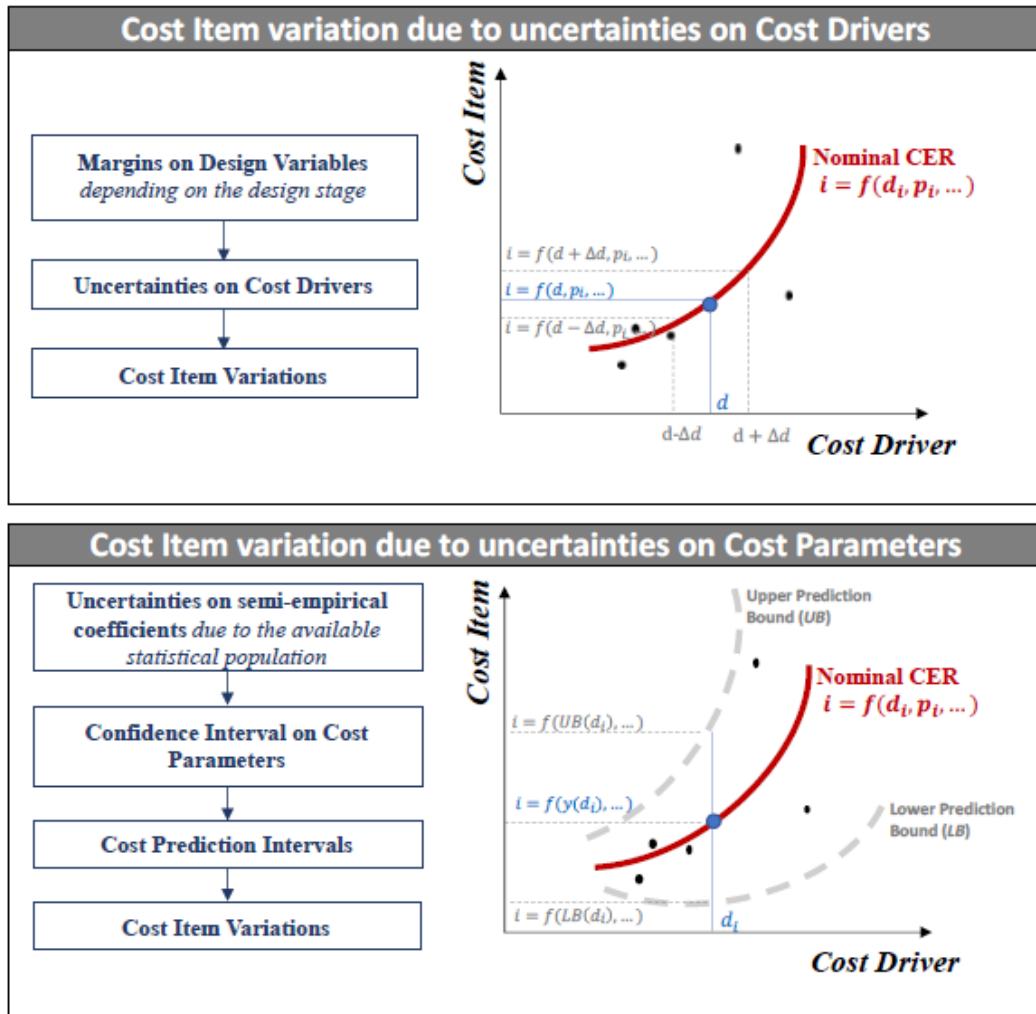 Cost Item variation due to uncertainties on Cost Drivers
Margins on Design Variables
depending on the design stage
Uncertainties on Cost Drivers
Cost Item Variations
Cost Item
Nominal CER
i = f(d_i, p_i, ...)
i = f(d + Δd, p_i, ...)
i = f(d, p_i, ...)
i = f(d − Δd, p_i, ...)
d
d-Δd
d + Δd
Cost Driver
Cost Item variation due to uncertainties on Cost Parameters
Uncertainties on semi-empirical
coefficients due to the available
statistical population
Confidence Interval on Cost
Parameters
Cost Prediction Intervals
Cost Item Variations
Cost Item
Upper Prediction
Bound (UB)
Nominal CER
i = f(d_i, p_i, ...)
i = f(UB(d_i), ...)
i = f(y(d_i), ...)
Lower Prediction
Bound (LB)
i = f(LB(d_i), ...)
d_i
Cost Driver